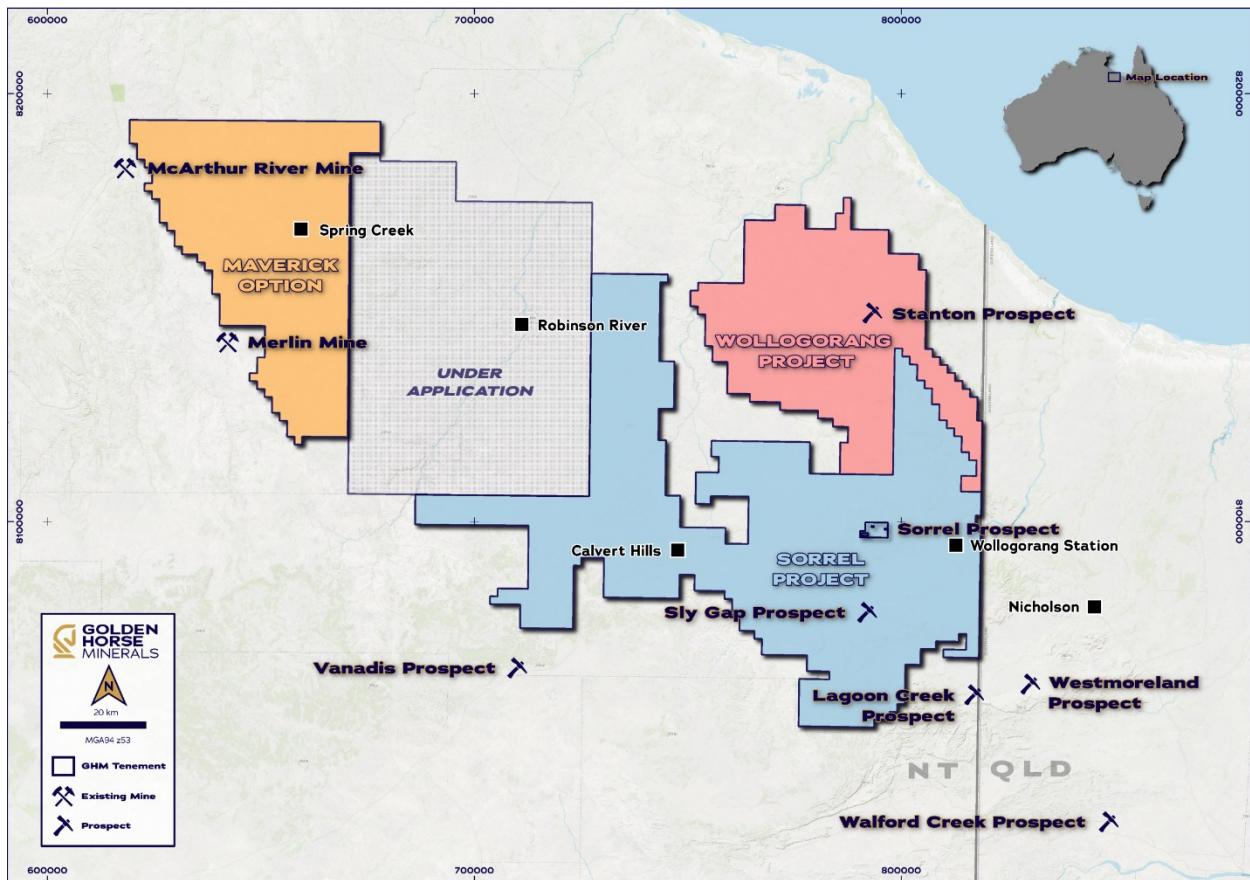 600000
700000
800000
8200000
8200000
Map Location
McArthur River Mine
Spring Creek
MAVERICK
OPTION
Stanton Prospect
Robinson River
WOLLOGORANG
PROJECT
Merlin Mine
UNDER
APPLICATION
8100000
8100000
Sorrel Prospect
Wollogorang Station
Calvert Hills
SORREL
PROJECT
Nicholson
Sly Gap Prospect
Vanadis Prospect
Lagoon Creek
Prospect
Westmoreland
Prospect
NT QLD
Walford Creek Prospect
GOLDEN
HORSE
MINERALS
N
20 km
MGA94 z53
GHM Tenement
Existing Mine
Prospect
600000
700000
800000